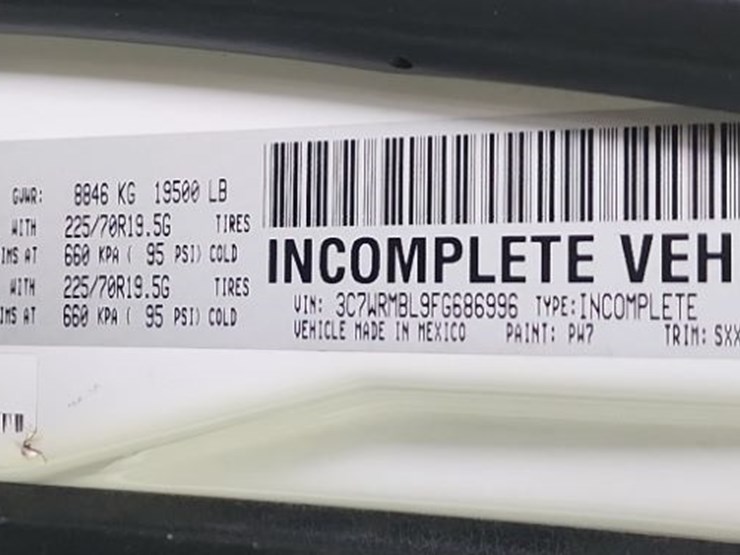 GVWR: 8846 KG 19500 LB
WITH 225/70R19.5G TIRES
IMS AT 660 KPA ( 95 PSI) COLD
WITH 225/70R19.5G TIRES
IMS AT 660 KPA ( 95 PSI) COLD
INCOMPLETE VEH
VIN: 3C7WRMBL9FG686996 TYPE:INCOMPLETE
VEHICLE MADE IN MEXICO PAINT: PW7 TRIM: SXX